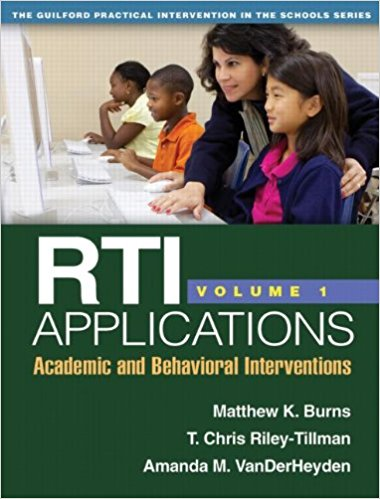 THE GUILFORD PRACTICAL INTERVENTION IN THE SCHOOLS SERIES
RTI
VOLUME 1
APPLICATIONS
Academic and Behavioral Interventions
Matthew K. Burns
T. Chris Riley-Tillman
Amanda M. VanDerHeyden